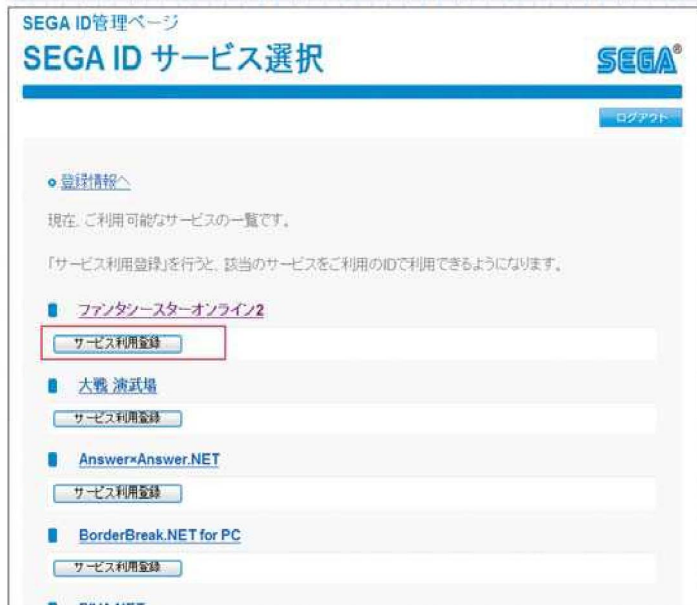 SEGA ID管理ページ
SEGA ID サービス選択
SEGA®
ログアウト
登録情報へ
現在、ご利用可能なサービスの一覧です。
「サービス利用登録」を行うと、該当のサービスをご利用のIDで利用できるようになります。
ファンタシースターオンライン2
サービス利用登録
大戦 演武場
サービス利用登録
Answer×Answer.NET
サービス利用登録
BorderBreak.NET for PC
サービス利用登録